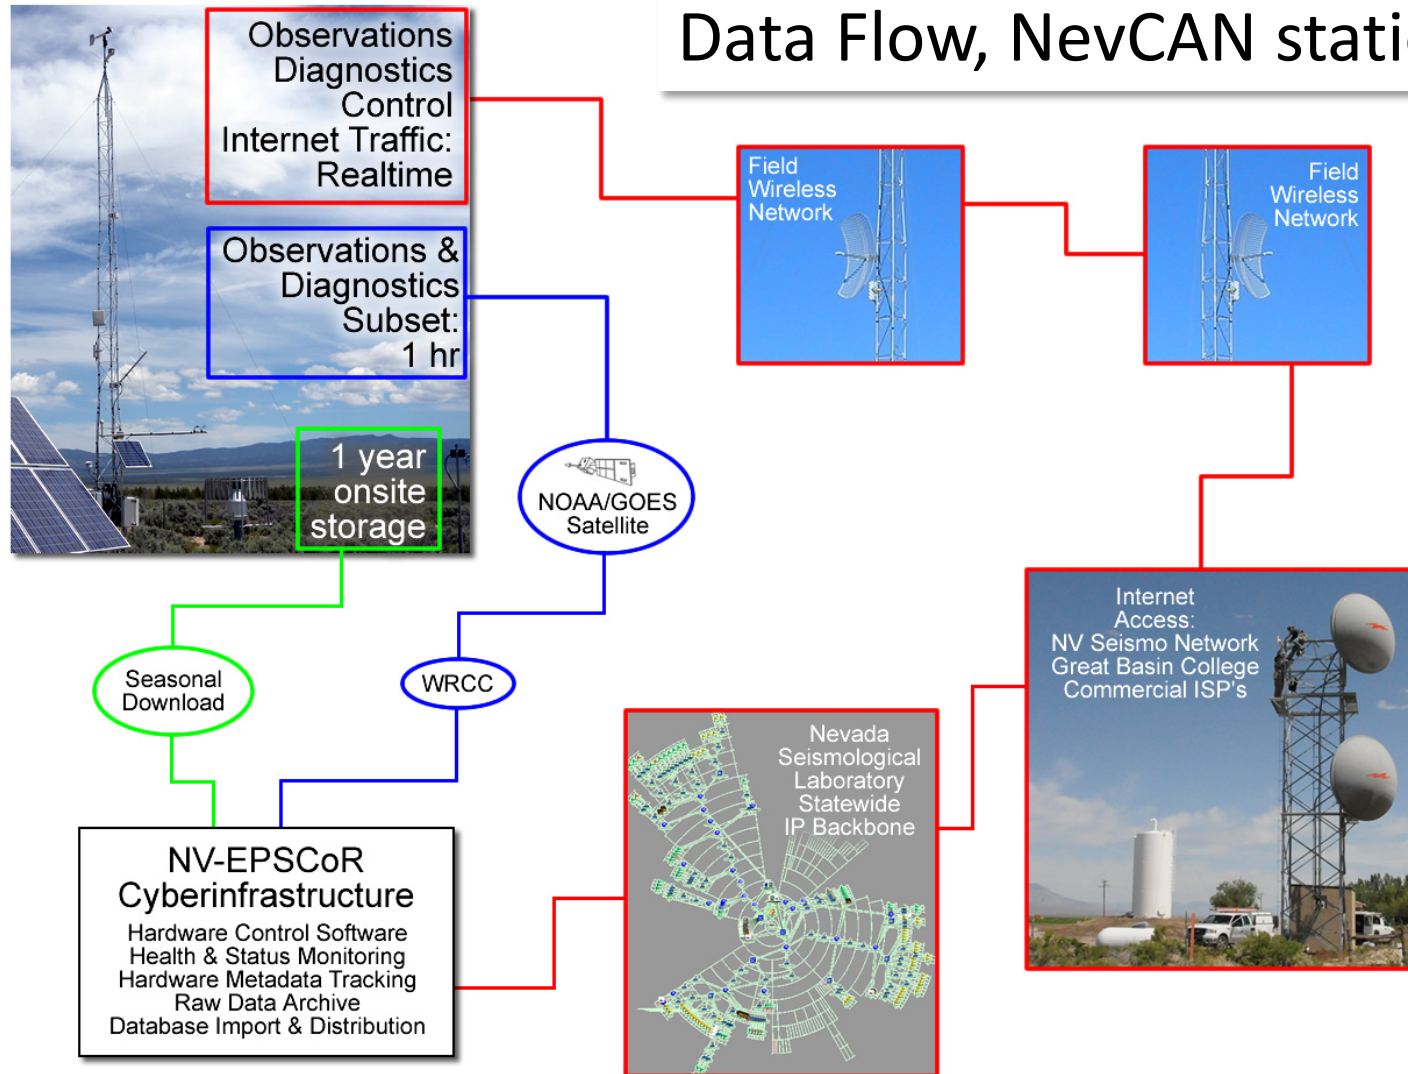 Data Flow, NevCAN
Observations
Diagnostics
Control
Internet Traffic:
Realtime
Observations &
Diagnostics
Subset:
1 hr
1 year
onsite
storage
Field
Wireless
Network
Field
Wireless
Network
NOAA/GOES
Satellite
Seasonal
Download
WRCC
Internet
Access:
NV Seismo Network
Great Basin College
Commercial ISP's
Nevada
Seismological
Laboratory
Statewide
IP Backbone
NV-EPSCoR
Cyberinfrastructure
Hardware Control Software
Health & Status Monitoring
Hardware Metadata Tracking
Raw Data Archive
Database Import & Distribution